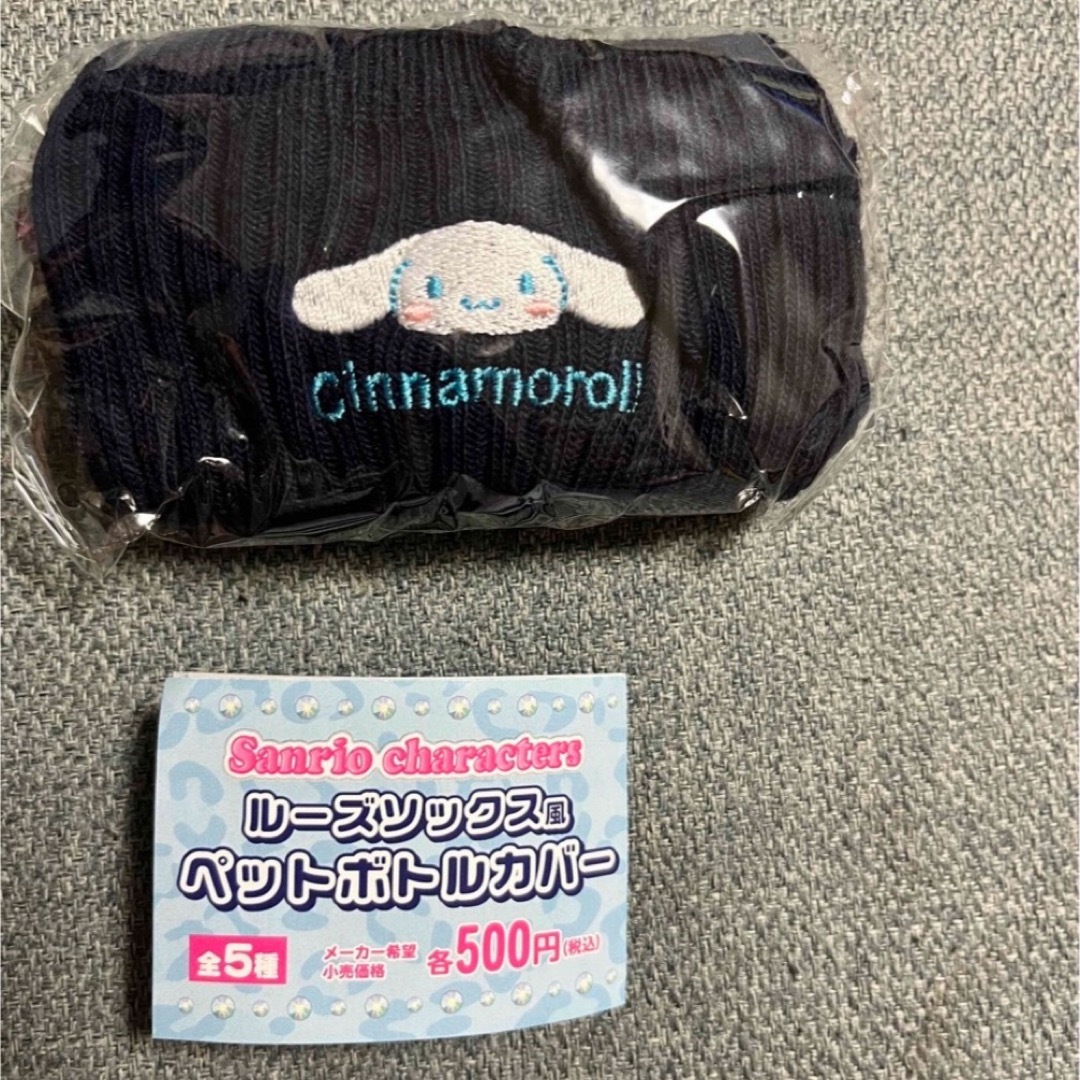 cinnamoroll
Sanrio characters
ルーズソックス風
ペットボトルカバー
全5種
メーカー希望
小売価格
各500円(税込)